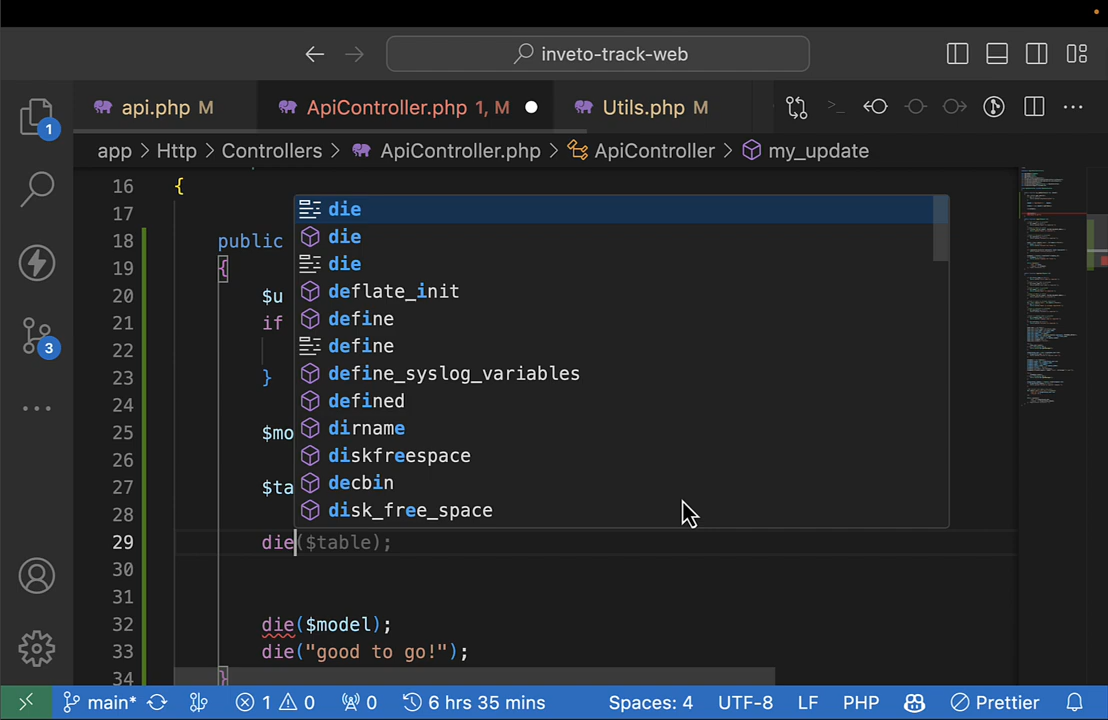 inveto-track-web
api.php M
ApiController.php 1, M
Utils.php M
app > Http > Controllers > ApiController.php > ApiController > my_update
16 {
17
18 public
19 {
20 $u
21 if
22
23 }
24
25 $mo
26
27 $ta
28
29 die($table);
30
31
32 die($model);
33 die("good to go!");
34 }
die
die
die
deflate_init
define
define
define_syslog_variables
defined
dirname
diskfreespace
decbin
disk_free_space
1
3
main* 1 0 0 6 hrs 35 mins Spaces: 4 UTF-8 LF PHP Prettier